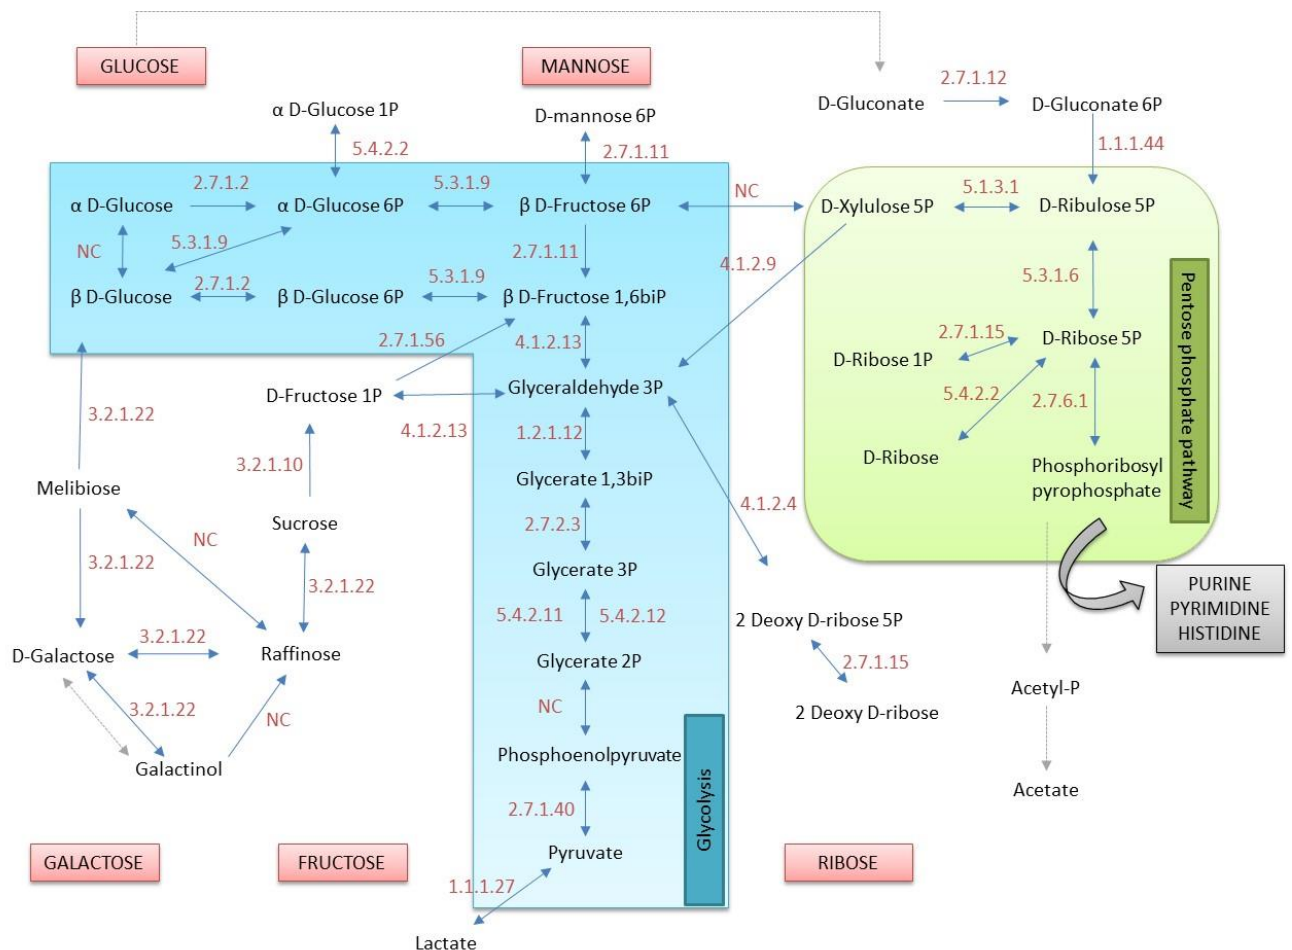 GLUCOSE
MANNOSE
2.7.1.12
D-Gluconate
D-Gluconate 6P
α D-Glucose 1P
D-mannose 6P
1.1.1.44
5.4.2.2
2.7.1.11
2.7.1.2
5.3.1.9
NC
5.1.3.1
α D-Glucose
α D-Glucose 6P
β D-Fructose 6P
D-Xylulose 5P
D-Ribulose 5P
NC
5.3.1.9
2.7.1.11
4.1.2.9
5.3.1.6
2.7.1.2
5.3.1.9
β D-Glucose
β D-Glucose 6P
β D-Fructose 1,6biP
Pentose phosphate pathway
2.7.1.56
4.1.2.13
2.7.1.15
D-Ribose 5P
D-Ribose 1P
D-Fructose 1P
Glyceraldehyde 3P
5.4.2.2
2.7.6.1
3.2.1.22
4.1.2.13
1.2.1.12
D-Ribose
Phosphoribosyl
pyrophosphate
3.2.1.10
Melibiose
Glycerate 1,3biP
4.1.2.4
Sucrose
NC
2.7.2.3
3.2.1.22
3.2.1.22
Glycerate 3P
PURINE
PYRIMIDINE
HISTIDINE
5.4.2.11
5.4.2.12
2 Deoxy D-ribose 5P
3.2.1.22
D-Galactose
Raffinose
Glycerate 2P
2.7.1.15
Acetyl-P
3.2.1.22
NC
NC
2 Deoxy D-ribose
Galactinol
Phosphoenolpyruvate
Glycolysis
Acetate
2.7.1.40
Pyruvate
GALACTOSE
FRUCTOSE
RIBOSE
1.1.1.27
Lactate